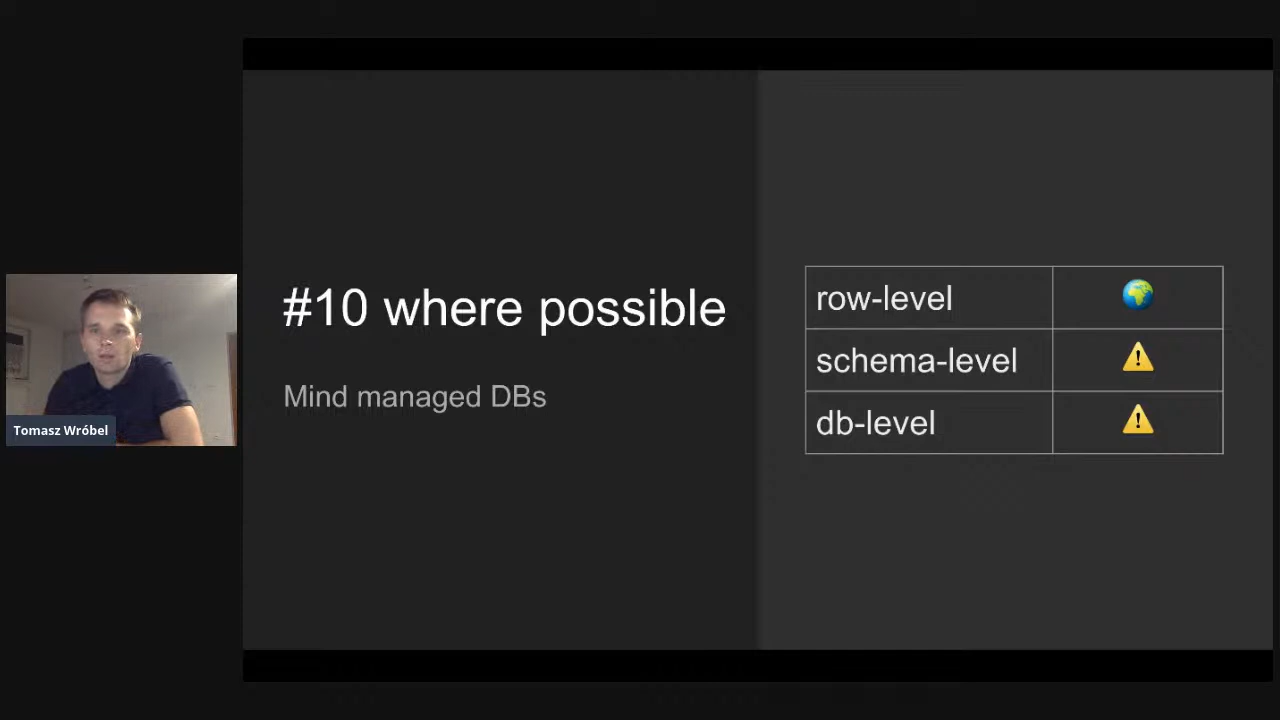 Tomasz Wróbel
#10 where possible
Mind managed DBs
row-level
schema-level
db-level